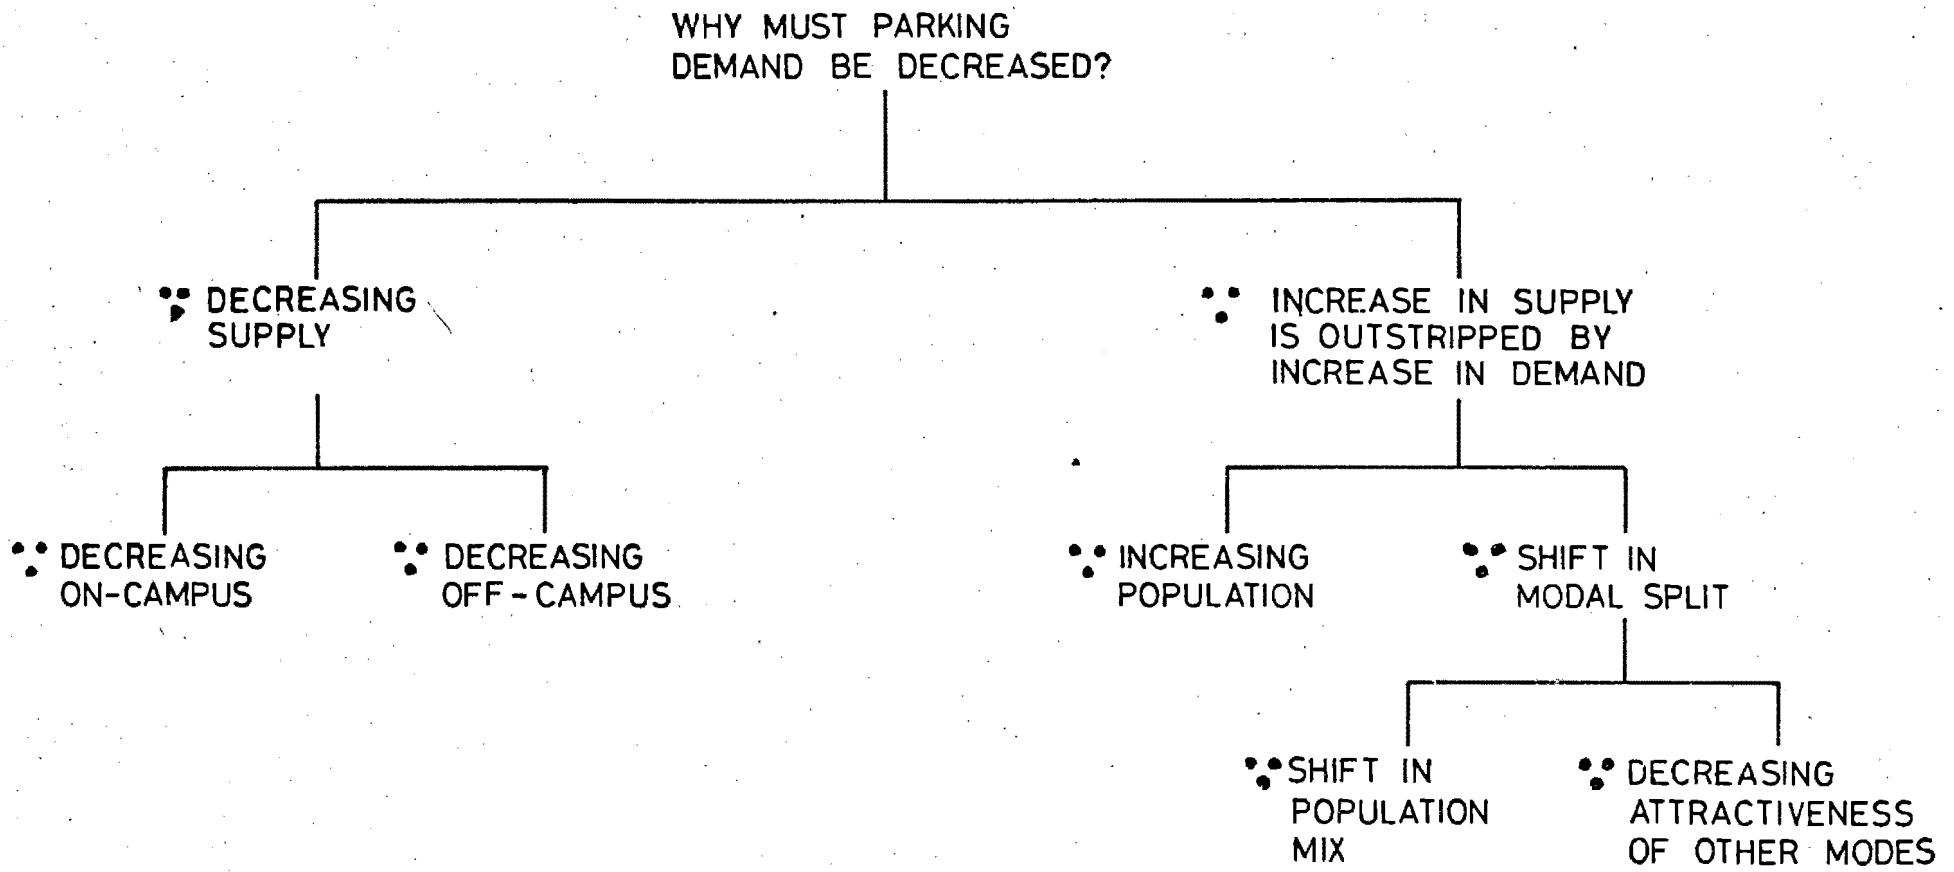 WHY MUST PARKING
DEMAND BE DECREASED?
∵ DECREASING
SUPPLY
∵ INCREASE IN SUPPLY
IS OUTSTRIPPED BY
INCREASE IN DEMAND
∵ DECREASING
ON-CAMPUS
∵ DECREASING
OFF-CAMPUS
∵ INCREASING
POPULATION
∵ SHIFT IN
MODAL SPLIT
∵ SHIFT IN
POPULATION
MIX
∵ DECREASING
ATTRACTIVENESS
OF OTHER MODES